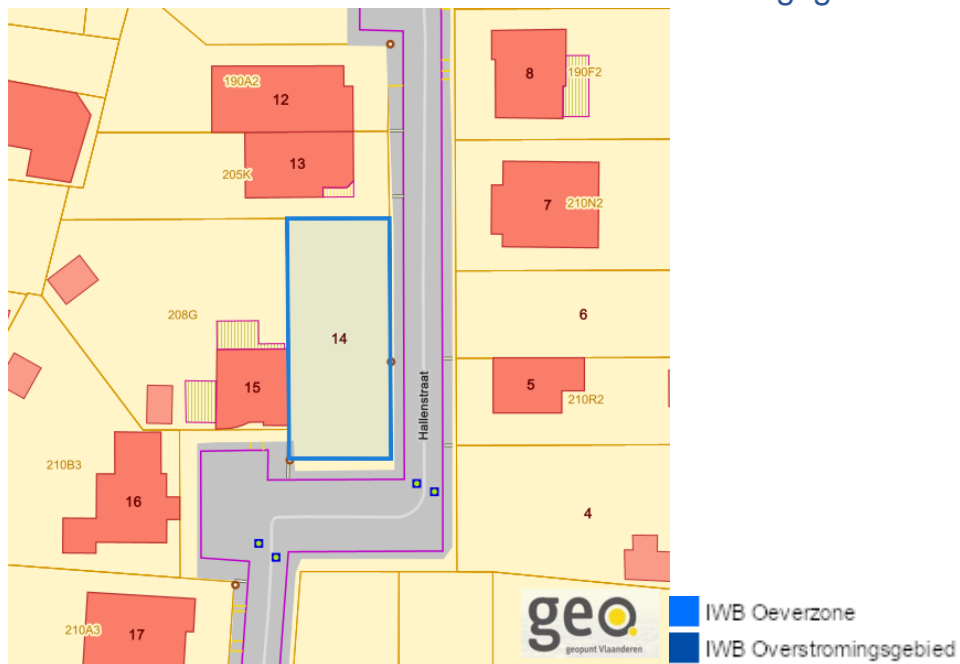 8
190F2
190A2
12
13
205K
7
210N2
6
208G
14
15
5
210R2
Hallenstraat
210B3
16
4
210A3
17
geo
geopunt Vlaanderen
IWB Oeverzone
IWB Overstromingsgebied